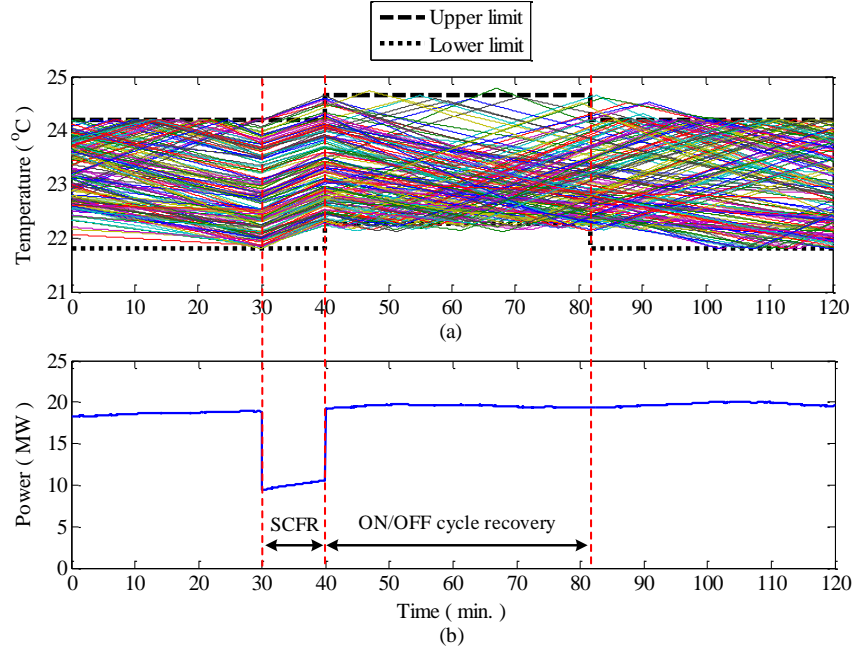 Upper limit
Lower limit
25
24
23
22
21
Temperature ( °C )
0 10 20 30 40 50 60 70 80 90 100 110 120
(a)
25
20
15
10
5
0
Power ( MW )
SCFR
ON/OFF cycle recovery
0 10 20 30 40 50 60 70 80 90 100 110 120
Time ( min. )
(b)